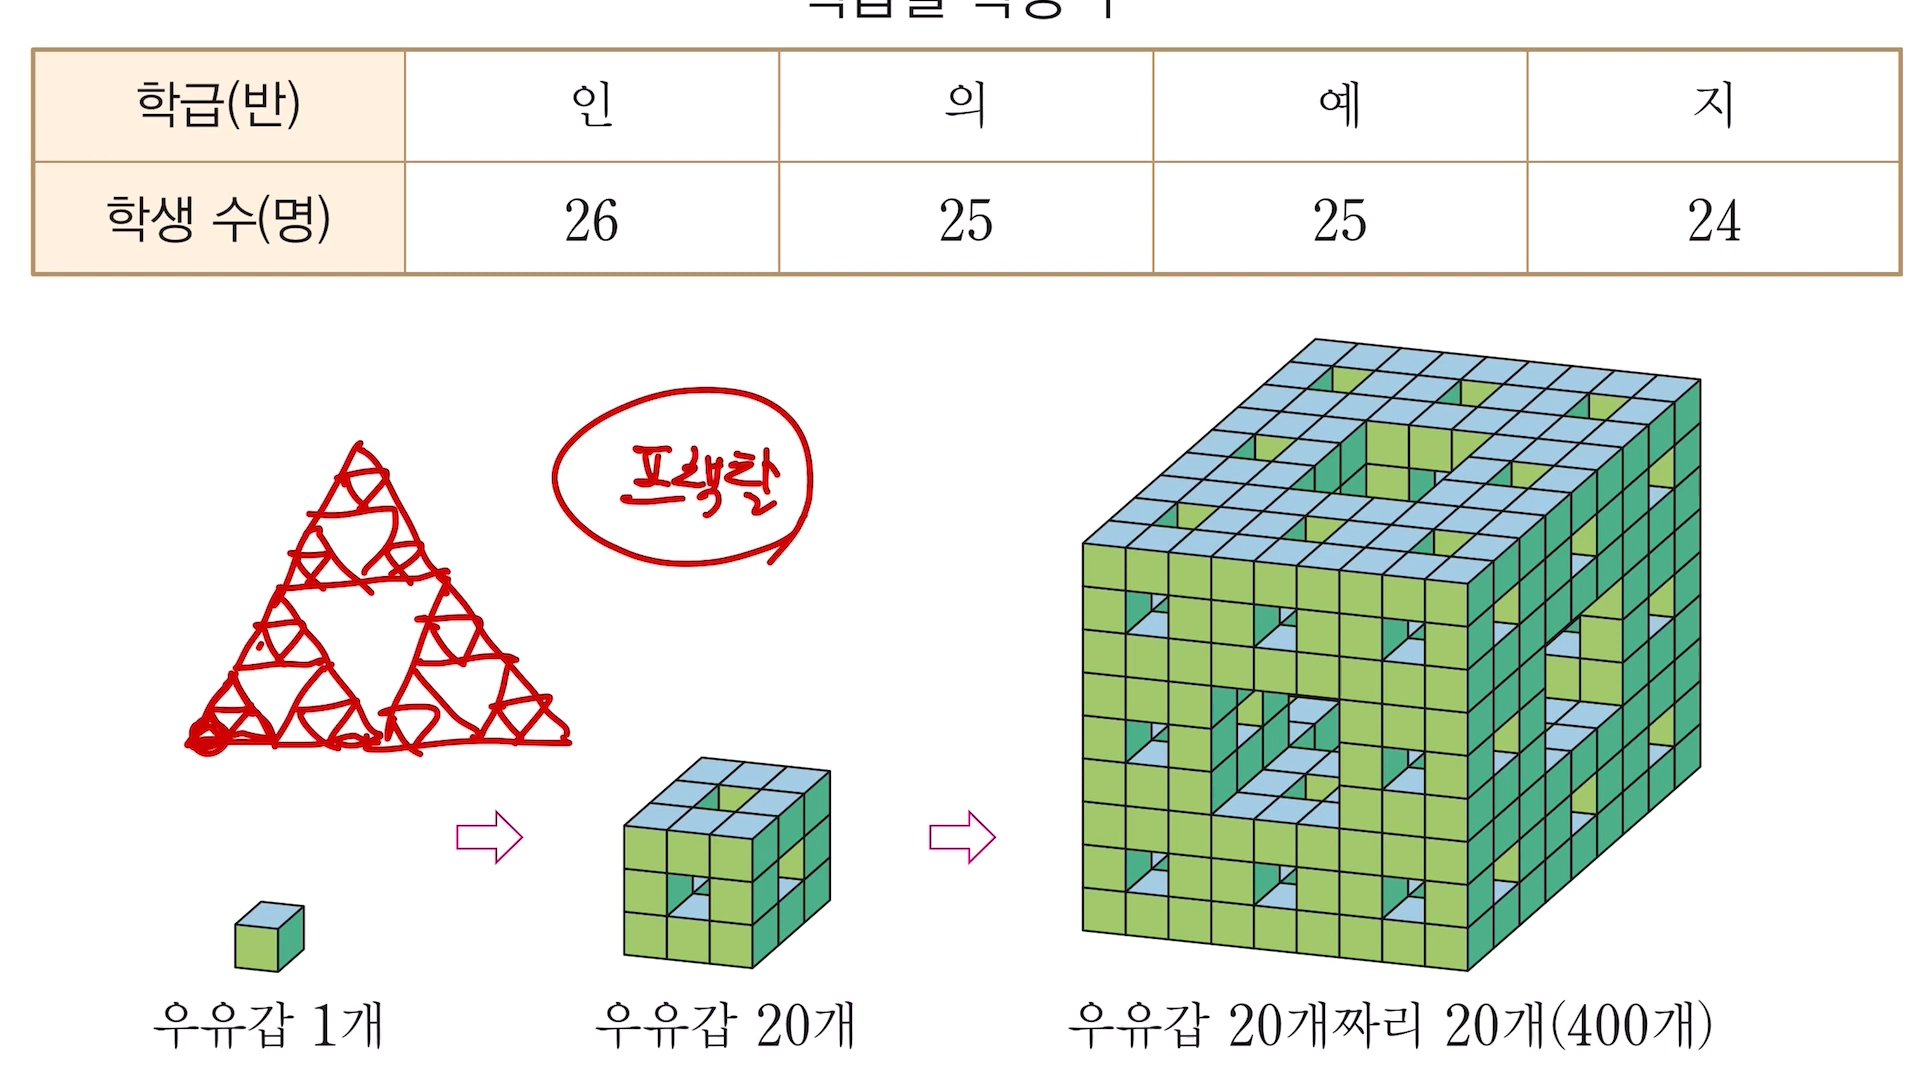 학급(반) 인 의 예 지
학생 수(명) 26 25 25 24
프랙탈
우유갑 1개 우유갑 20개 우유갑 20개짜리 20개(400개)